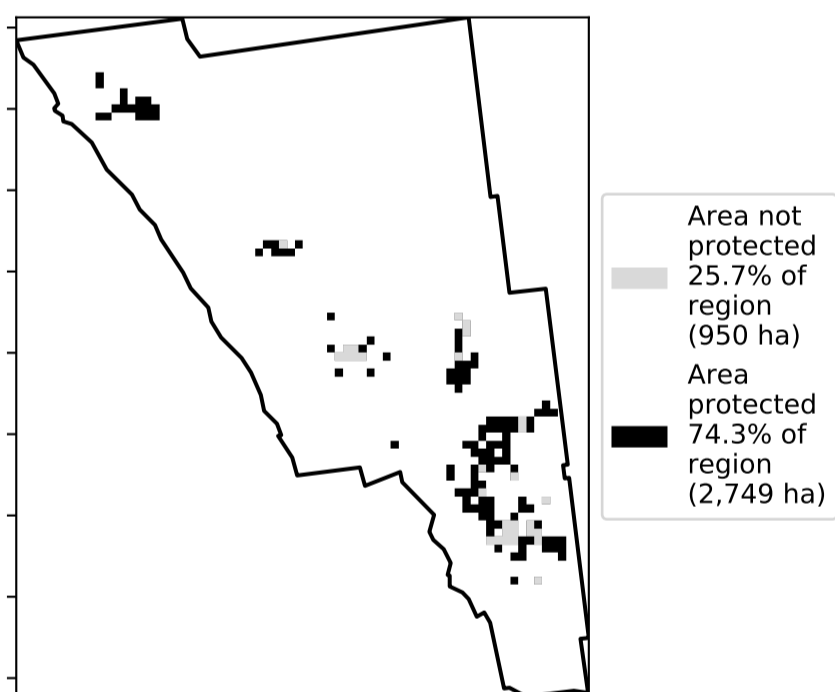 Area not
protected
25.7% of
region
(950 ha)
Area
protected
74.3% of
region
(2,749 ha)